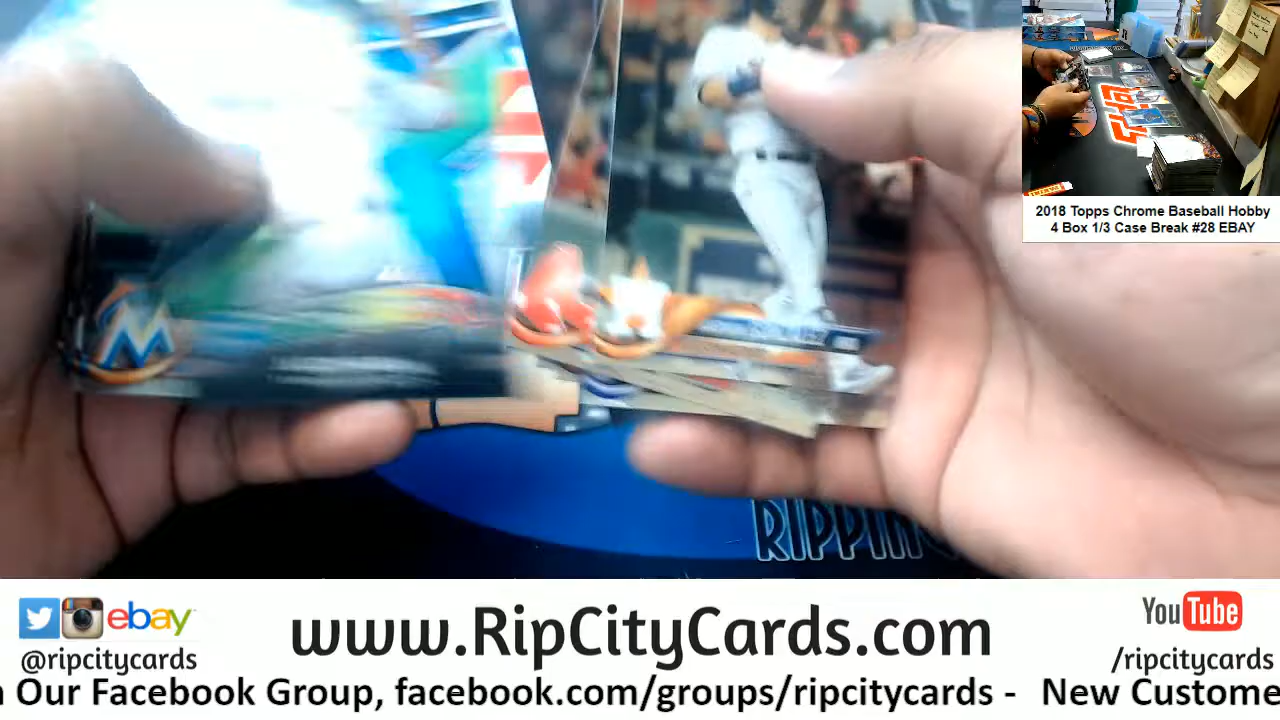 2018 Topps Chrome Baseball Hobby
4 Box 1/3 Case Break #28 EBAY
RIPPIN
ebay
www.RipCityCards.com
YouTube
@ripcitycards
/ripcitycards
Our Facebook Group, facebook.com/groups/ripcitycards - New Custome